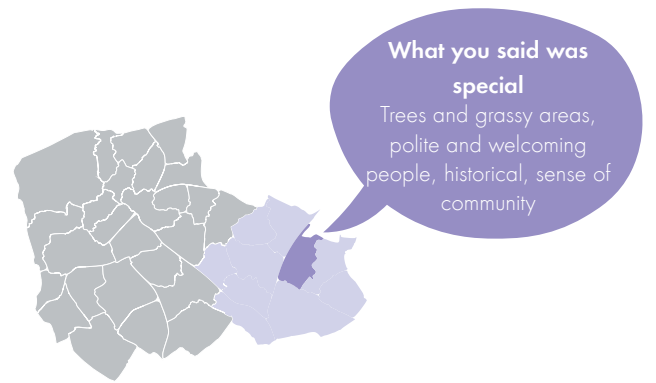 What you said was
special
Trees and grassy areas,
polite and welcoming
people, historical, sense of
community